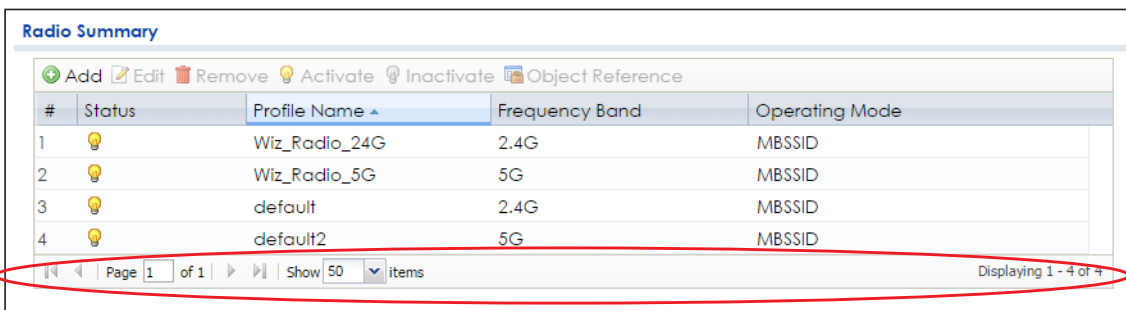 Radio Summary
Add Edit Remove Activate Inactivate Object Reference
# Status Profile Name Frequency Band Operating Mode
1 Wiz_Radio_24G 2.4G MBSSID
2 Wiz_Radio_5G 5G MBSSID
3 default 2.4G MBSSID
4 default2 5G MBSSID
Page 1 of 1 Show 50 items Displaying 1 - 4 of 4